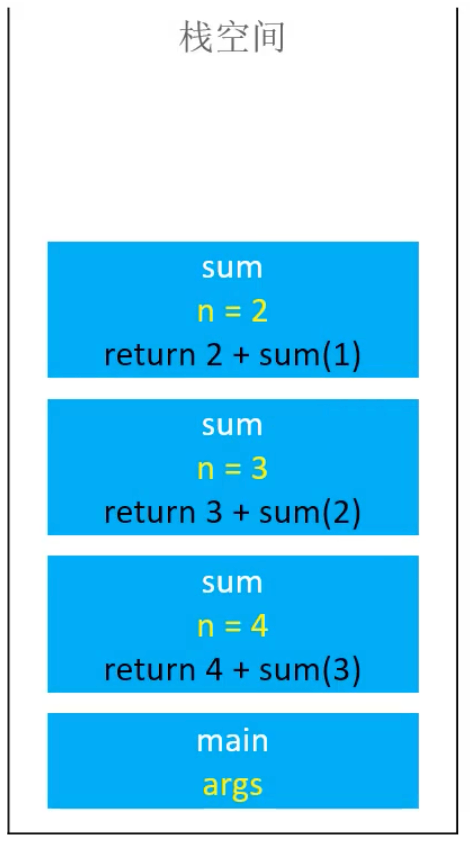 栈空间
sum
n = 2
return 2 + sum(1)
sum
n = 3
return 3 + sum(2)
sum
n = 4
return 4 + sum(3)
main
args